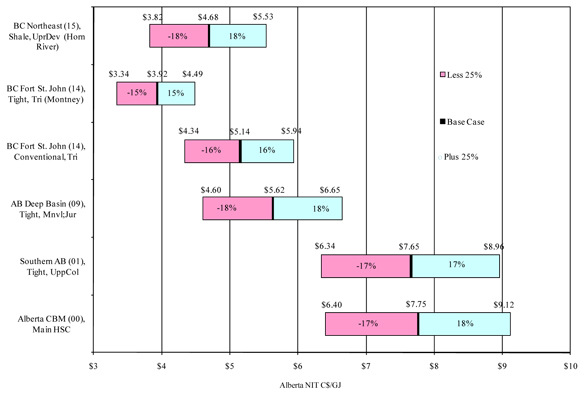 BC Northeast (15),
Shale, UprDev (Horn
River)
$3.82 $4.68 $5.53
-18% 18%
BC Fort St. John (14),
Tight, Tri (Montney)
$3.34 $3.92 $4.49
-15% 15%
BC Fort St. John (14),
Conventional, Tri
$4.34 $5.14 $5.94
-16% 16%
AB Deep Basin (09),
Tight, Mnvl;Jur
$4.60 $5.62 $6.65
-18% 18%
Southern AB (01),
Tight, UppCol
$6.34 $7.65 $8.96
-17% 17%
Alberta CBM (00),
Main HSC
$6.40 $7.75 $9.12
-17% 18%
Less 25%
Base Case
Plus 25%
$3 $4 $5 $6 $7 $8 $9 $10
Alberta NIT C$/GJ